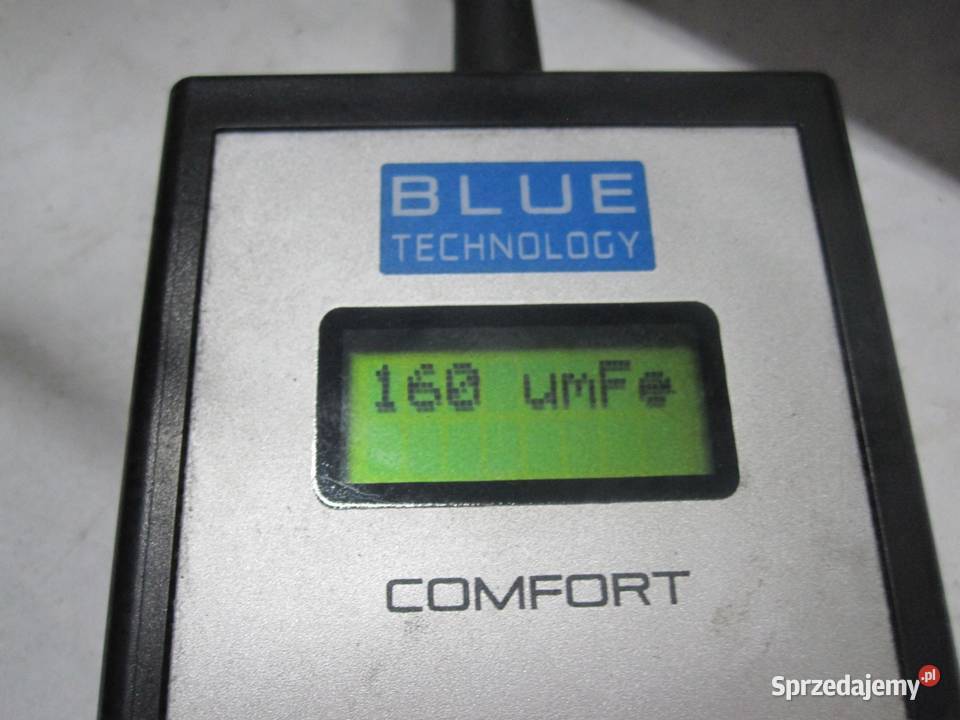 BLUE
TECHNOLOGY
160 umFe
COMFORT
Sprzedajemy.pl